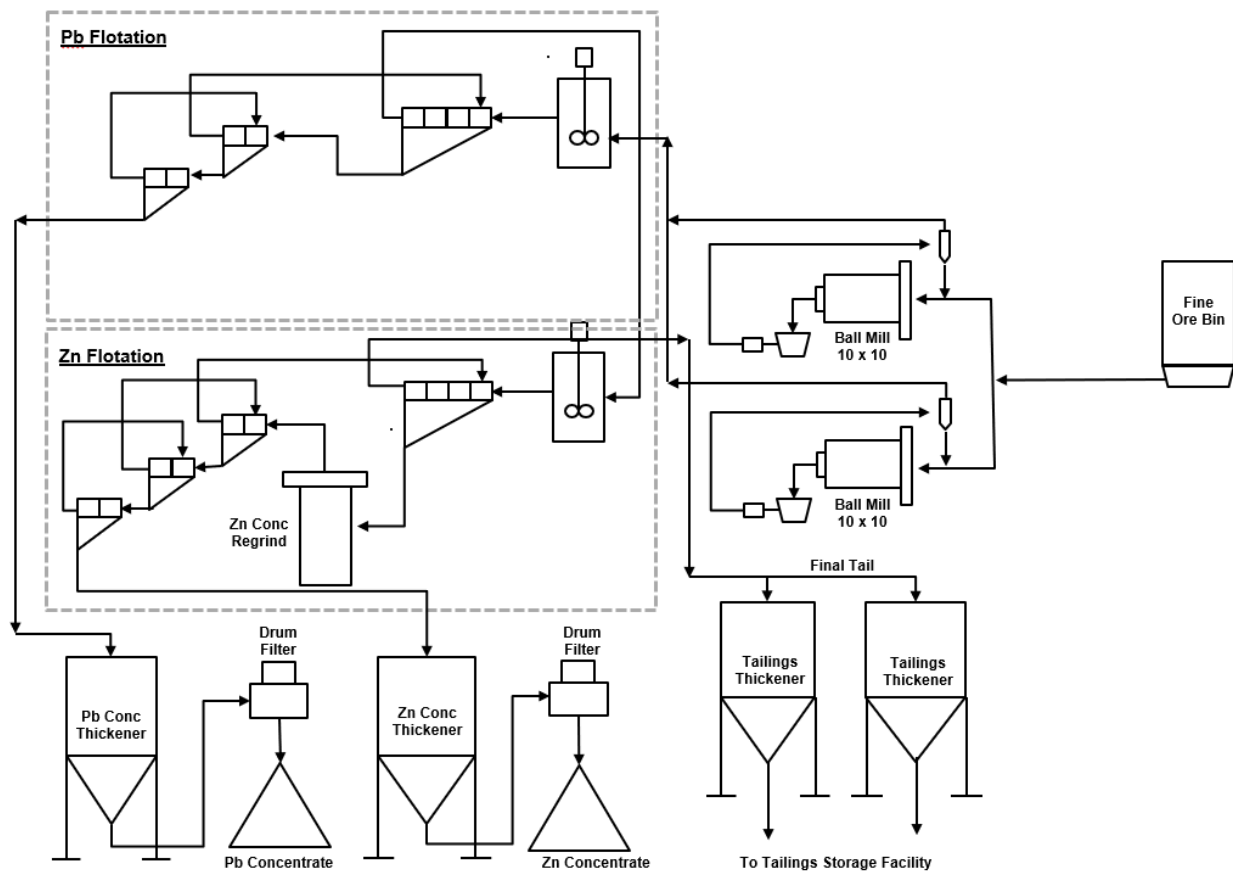 Pb Flotation
Fine
Ore Bin
Ball Mill
10 x 10
Zn Flotation
Ball Mill
10 x 10
Zn Conc
Regrind
Final Tail
Drum
Filter
Drum
Filter
Tailings
Thickener
Tailings
Thickener
Pb Conc
Thickener
Zn Conc
Thickener
Pb Concentrate
Zn Concentrate
To Tailings Storage Facility